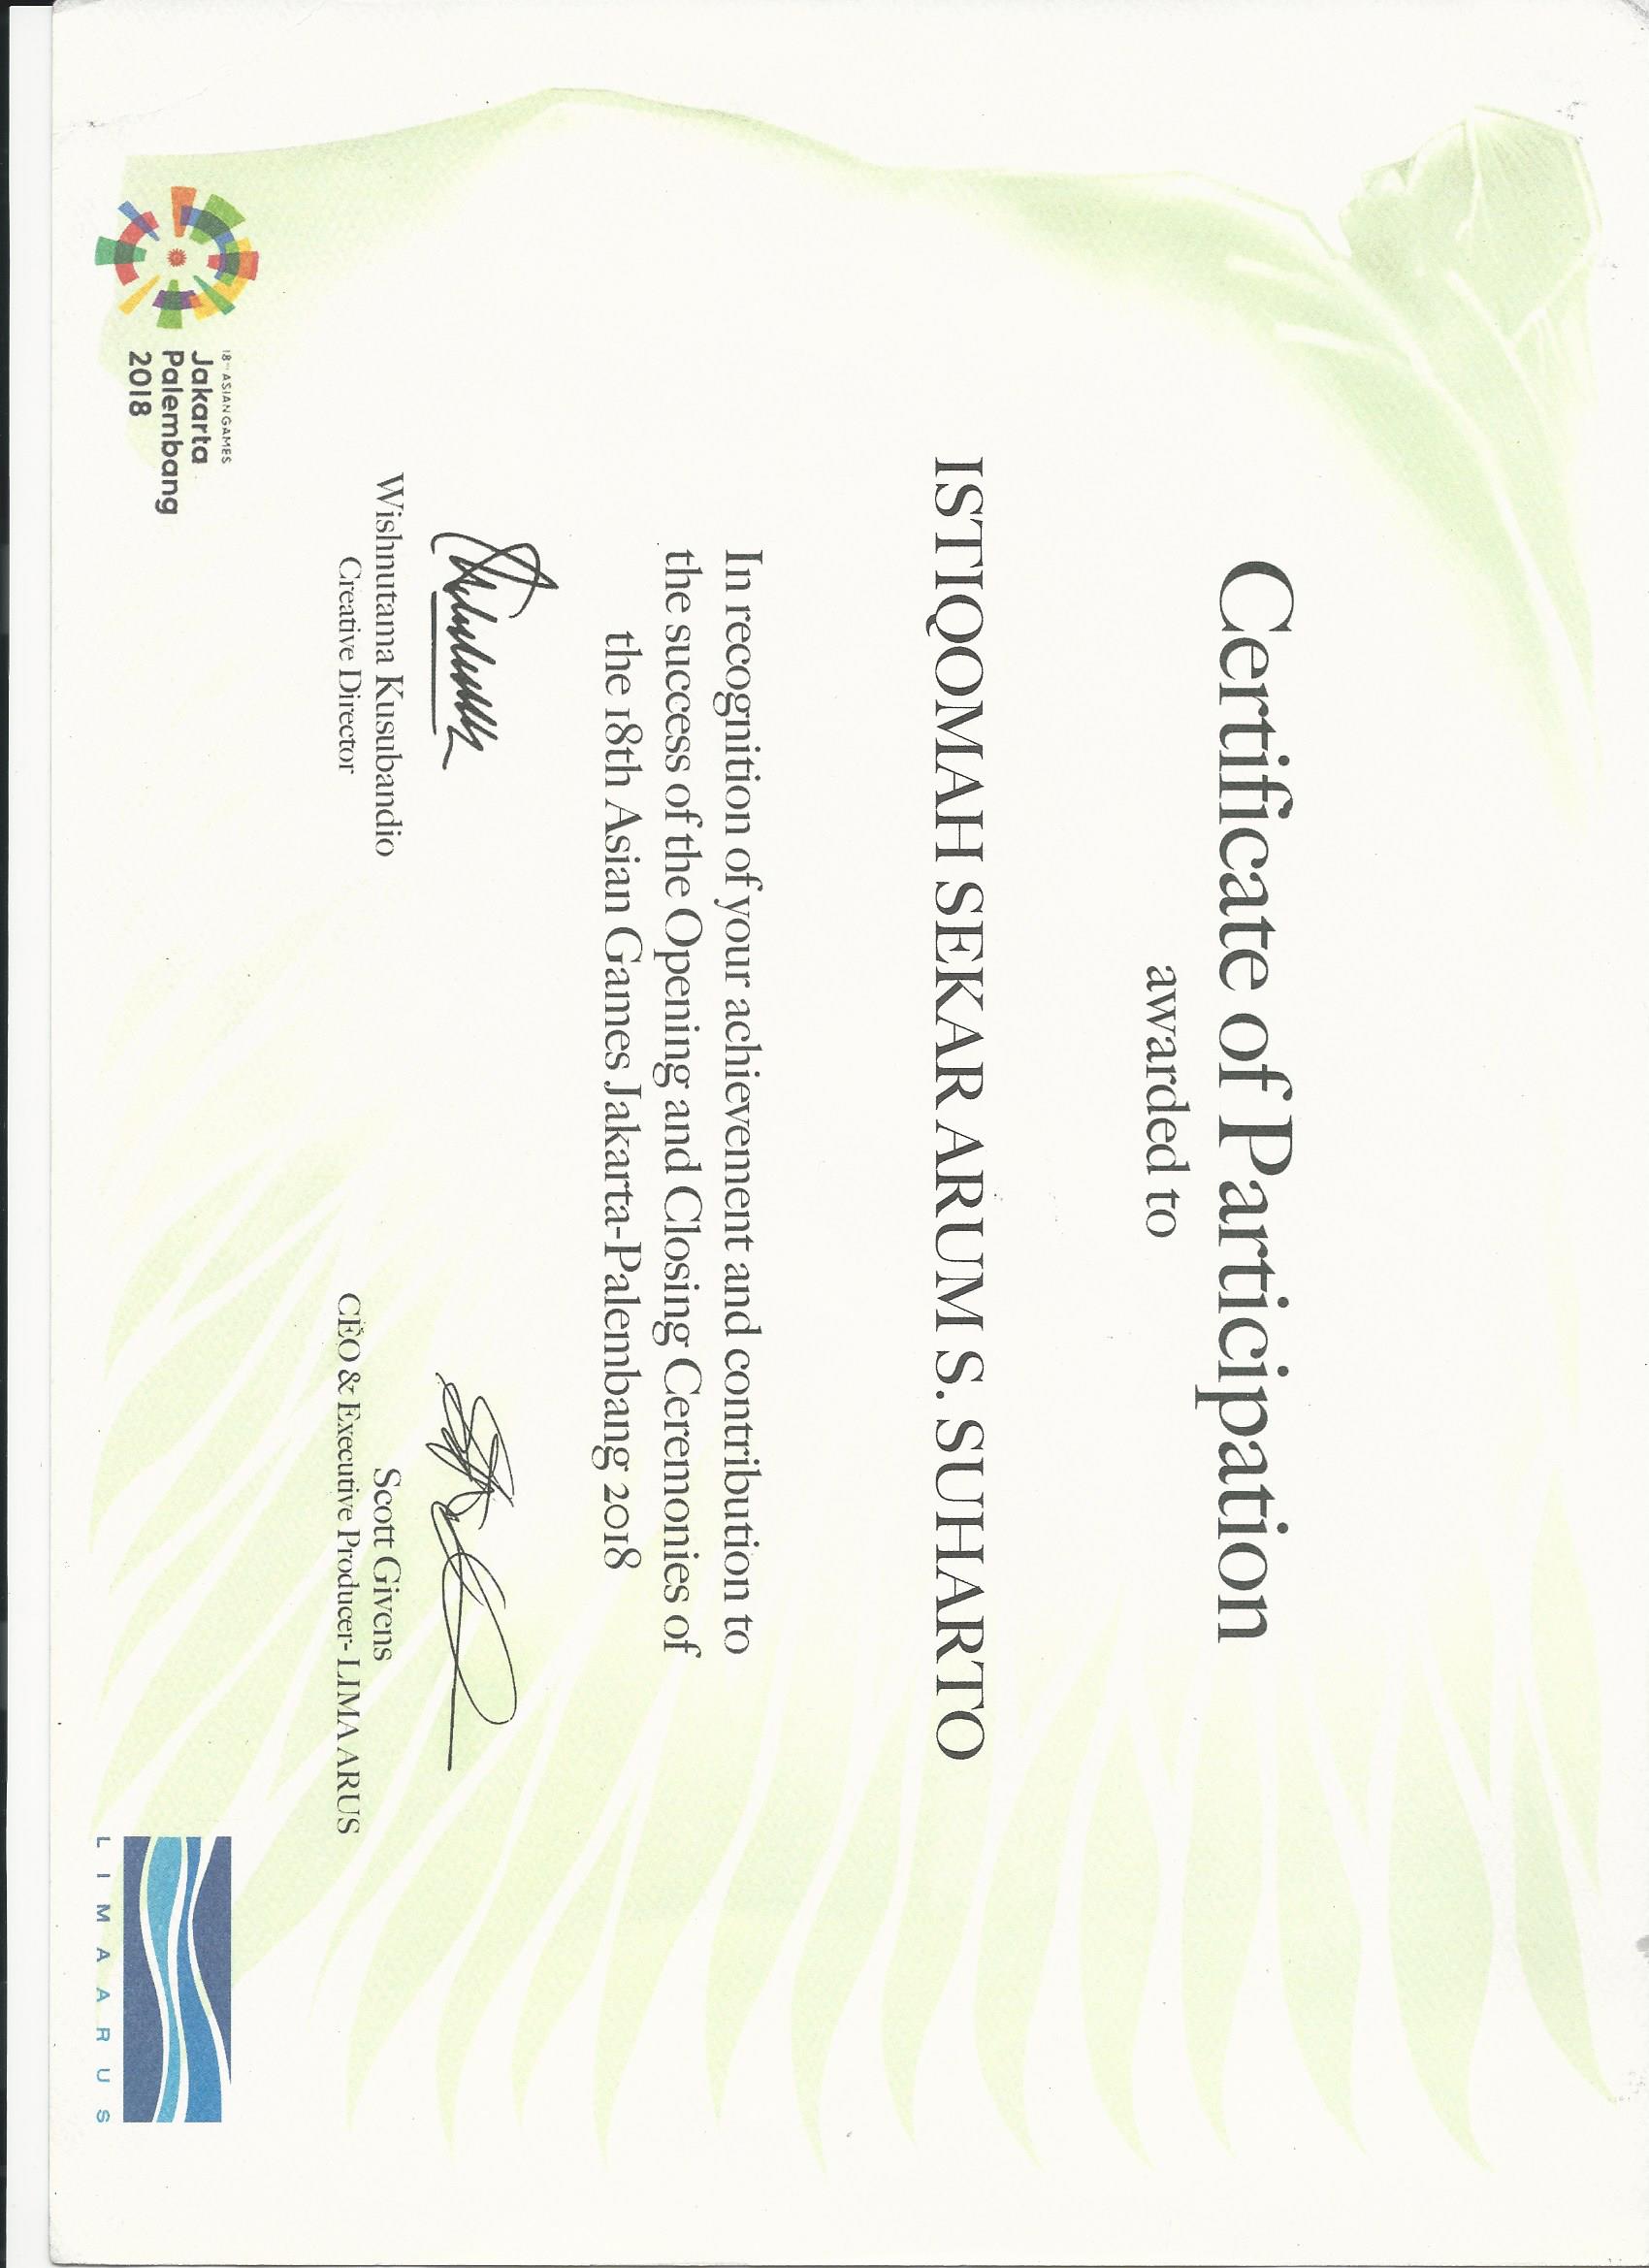 Certificate of Participation
awarded to
ISTIQOMAH SEKAR ARUM S. SUHARTO
In recognition of your achievement and contribution to
the success of the Opening and Closing Ceremonies of
the 18th Asian Games Jakarta-Palembang 2018
Wishnutama Kusubandio
Creative Director
Scott Givens
CEO & Executive Producer- LIMA ARUS
18TH ASIAN GAMES
Jakarta
Palembang
2018
LIMA ARUS